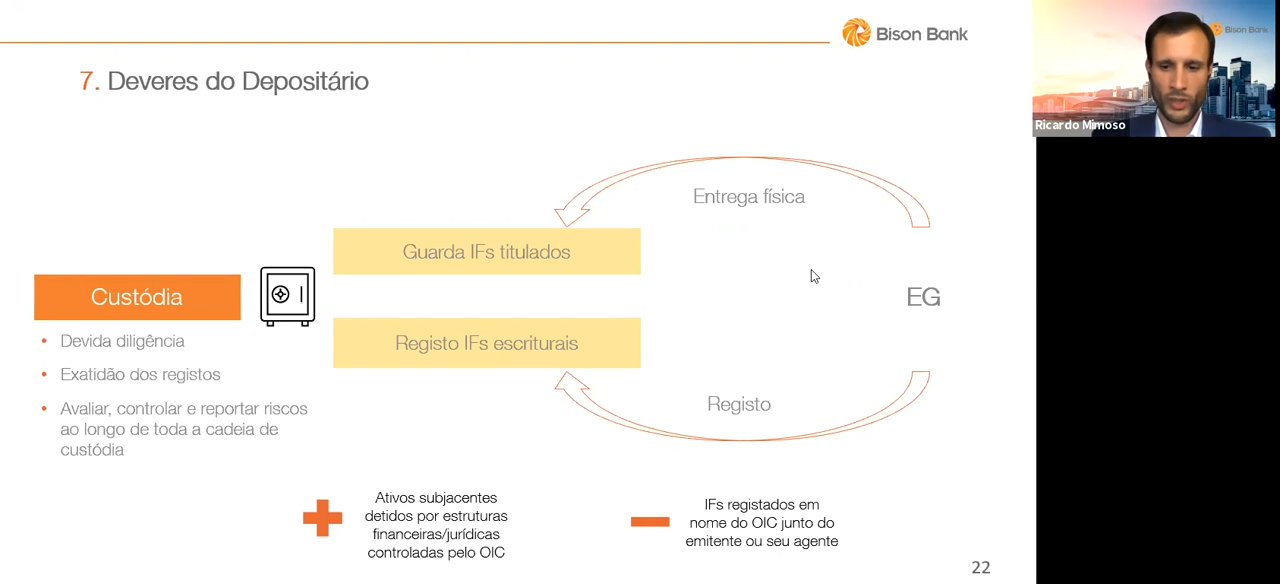 Bison Bank
7. Deveres do Depositário
Bison Bank
Ricardo Mimoso
Entrega física
Guarda IFs titulados
Custódia
EG
Registo IFs escriturais
• Devida diligência
• Exatidão dos registos
• Avaliar, controlar e reportar riscos
ao longo de toda a cadeia de
custódia
Registo
Ativos subjacentes
detidos por estruturas
financeiras/jurídicas
controladas pelo OIC
IFs registados em
nome do OIC junto do
emitente ou seu agente
22